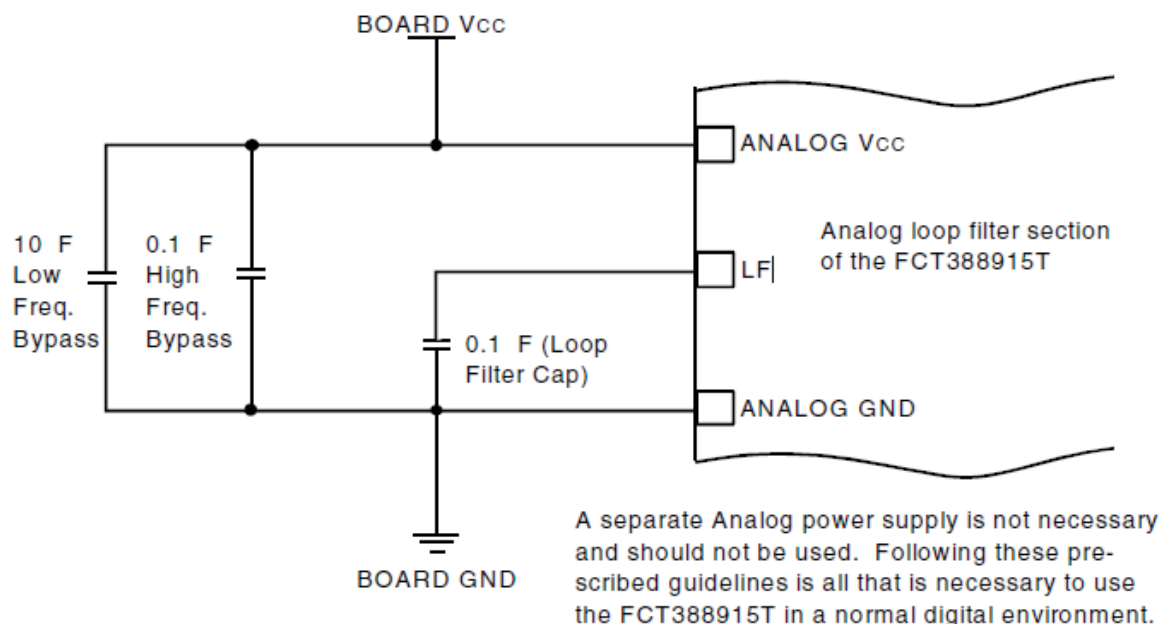 BOARD VCC
ANALOG VCC
10 F
Low
Freq.
Bypass
0.1 F
High
Freq.
Bypass
Analog loop filter section
of the FCT388915T
LF
0.1 F (Loop
Filter Cap)
ANALOG GND
BOARD GND
A separate Analog power supply is not necessary
and should not be used. Following these pre-
scribed guidelines is all that is necessary to use
the FCT388915T in a normal digital environment.